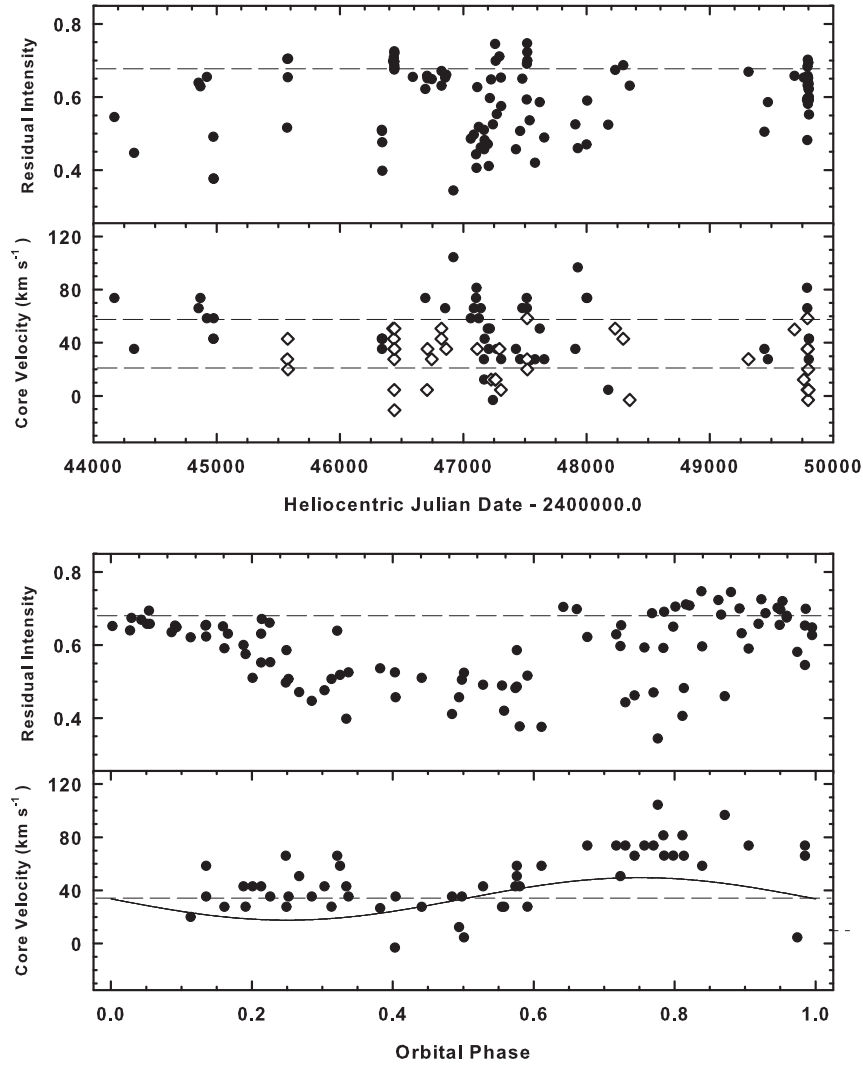 0.8
0.6
0.4
Residual Intensity
120
80
40
0
Core Velocity (km s-1 )
44000 45000 46000 47000 48000 49000 50000
Heliocentric Julian Date - 2400000.0
0.8
0.6
0.4
Residual Intensity
120
80
40
0
Core Velocity (km s-1 )
0.0 0.2 0.4 0.6 0.8 1.0
Orbital Phase